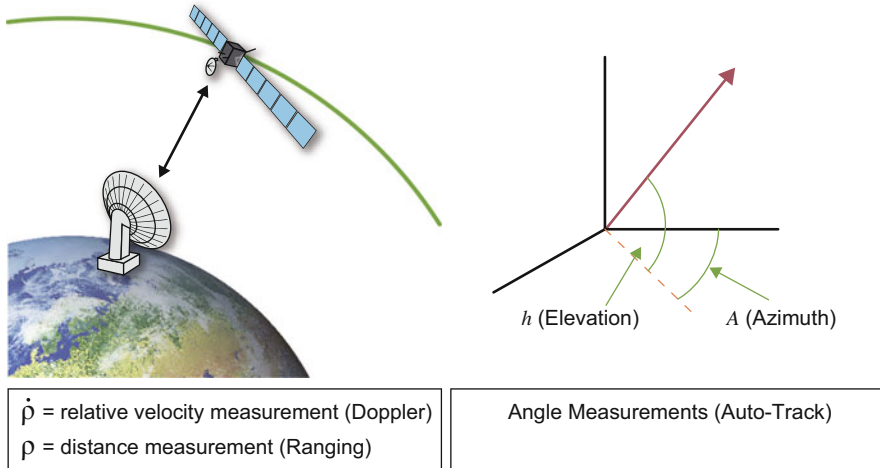 h (Elevation)
A (Azimuth)
ρ̇ = relative velocity measurement (Doppler)
ρ = distance measurement (Ranging)
Angle Measurements (Auto-Track)